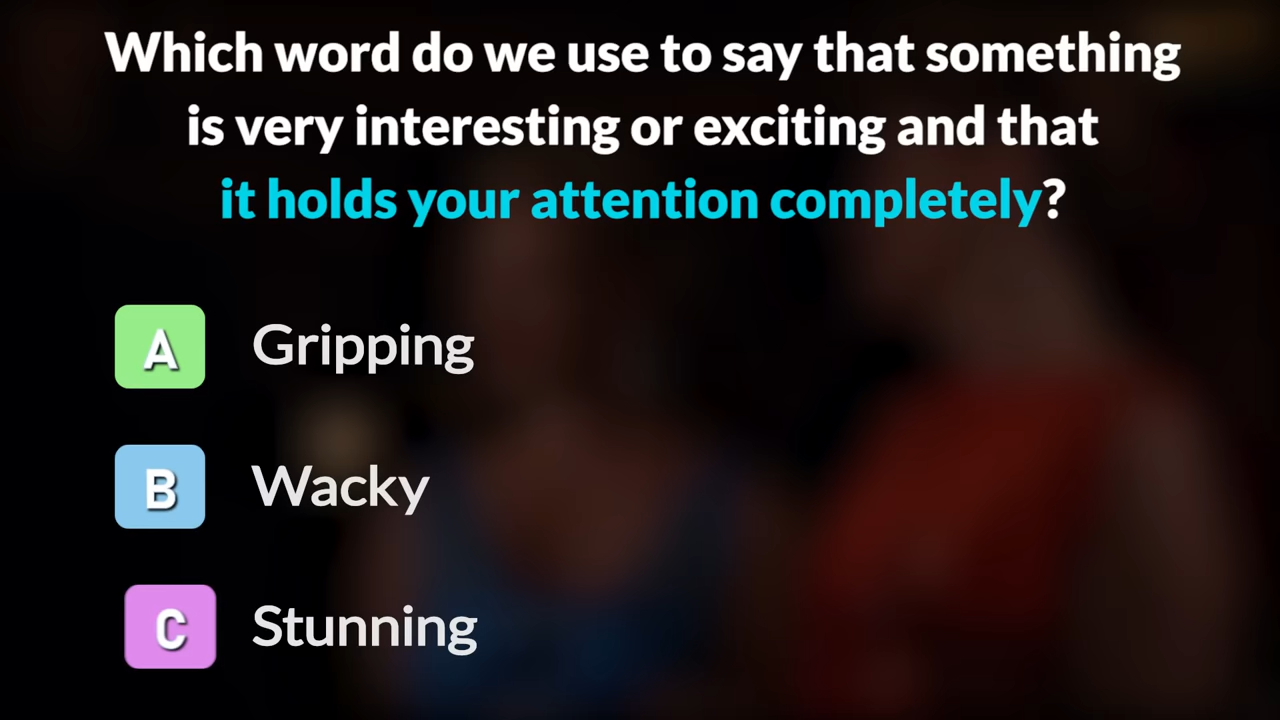 Which word do we use to say that something
is very interesting or exciting and that
it holds your attention completely?
A Gripping
B Wacky
C Stunning